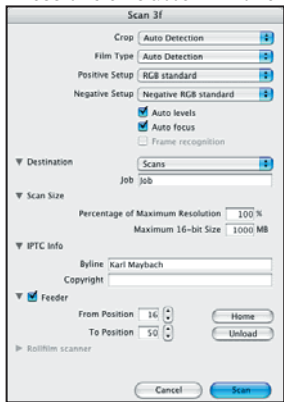 Scan 3f
Crop Auto Detection
Film Type Auto Detection
Positive Setup RGB standard
Negative Setup Negative RGB standard
Auto levels
Auto focus
Frame recognition
Destination Scans
Job Job
Scan Size
Percentage of Maximum Resolution 100 %
Maximum 16-bit Size 1000 MB
IPTC Info
Byline Karl Maybach
Copyright
Feeder
From Position 16 Home
To Position 50 Unload
Rollfilm scanner
Cancel Scan